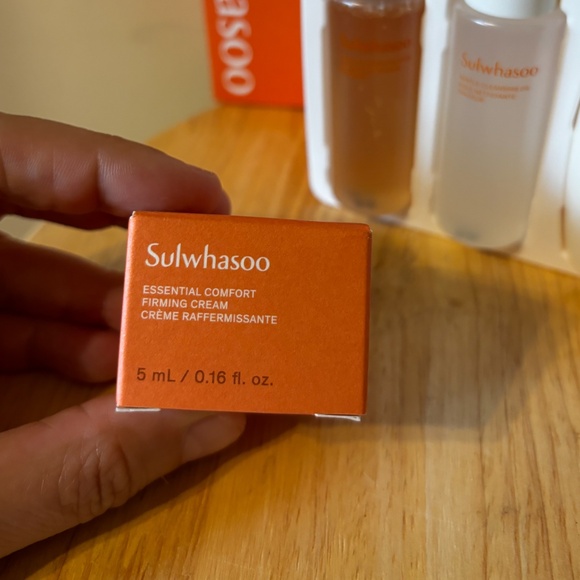 Sulwhasoo
ESSENTIAL COMFORT
FIRMING CREAM
CRÈME RAFFERMISSANTE
5 mL / 0.16 fl. oz.
Sulwhasoo